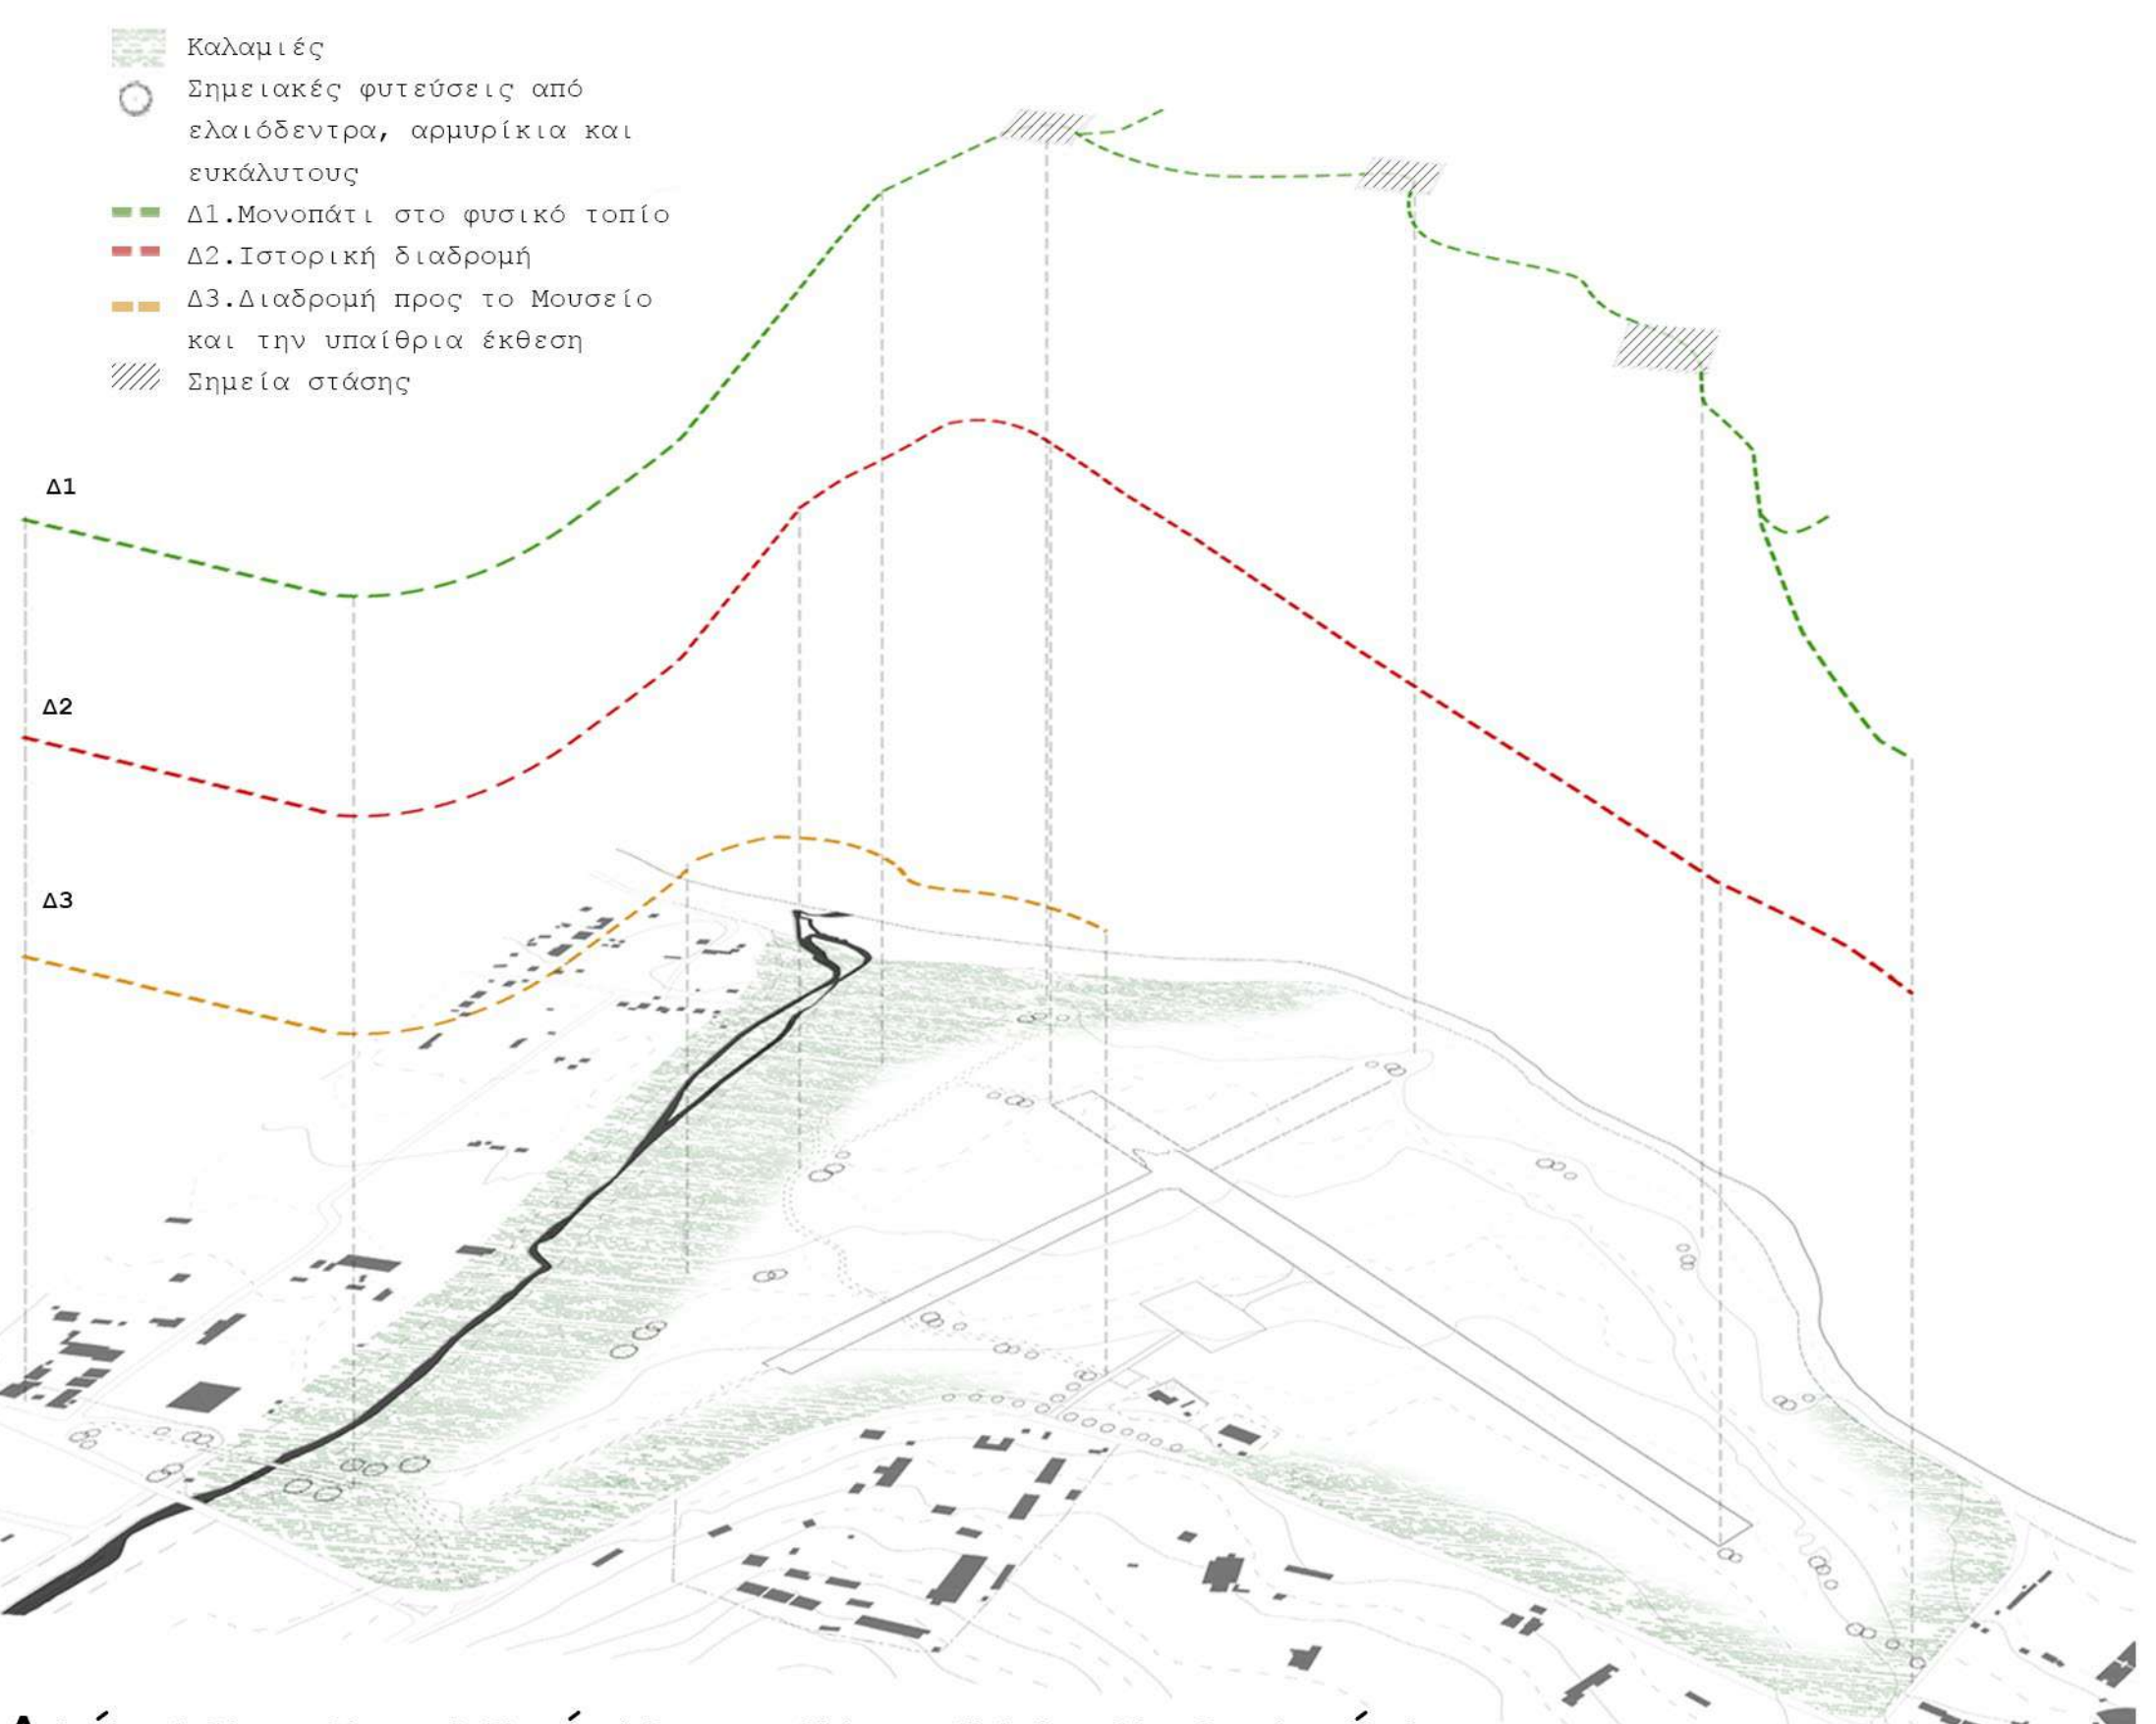 Καλαμιές
Σημειακές φυτεύσεις από
ελαιόδεντρα, αρμυρίκια και
ευκάλυτους
Δ1.Μονοπάτι στο φυσικό τοπίο
Δ2.Ιστορική διαδρομή
Δ3.Διαδρομή προς το Μουσείο
και την υπαίθρια έκθεση
Σημεία στάσης
Δ1
Δ2
Δ3